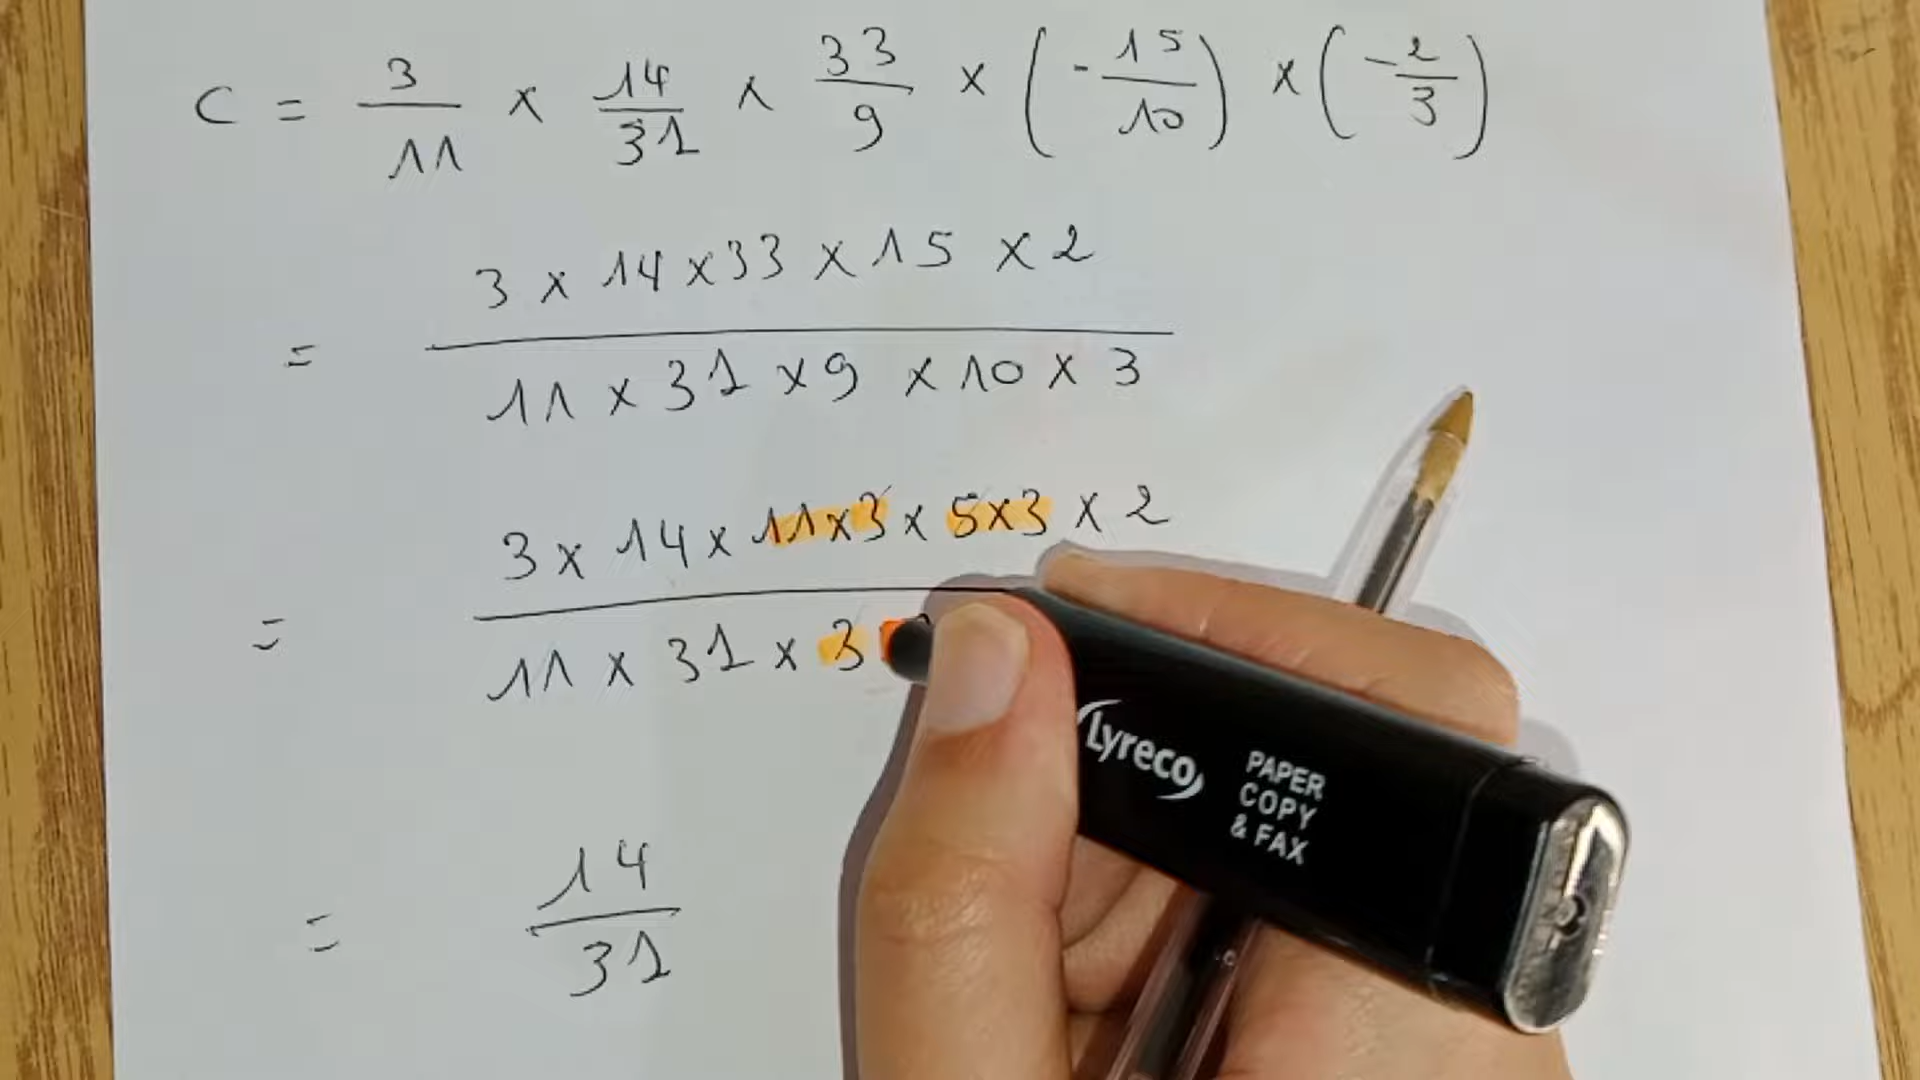 C = 3/11 × 14/31 × 33/9 × (-15/10) × (-2/3)
= 3 × 14 × 33 × 15 × 2 / 11 × 31 × 9 × 10 × 3
= 3 × 14 × 11 × 3 × 5 × 3 × 2 / 11 × 31 × 3
= 14/31
Lyreco
PAPER
COPY
& FAX